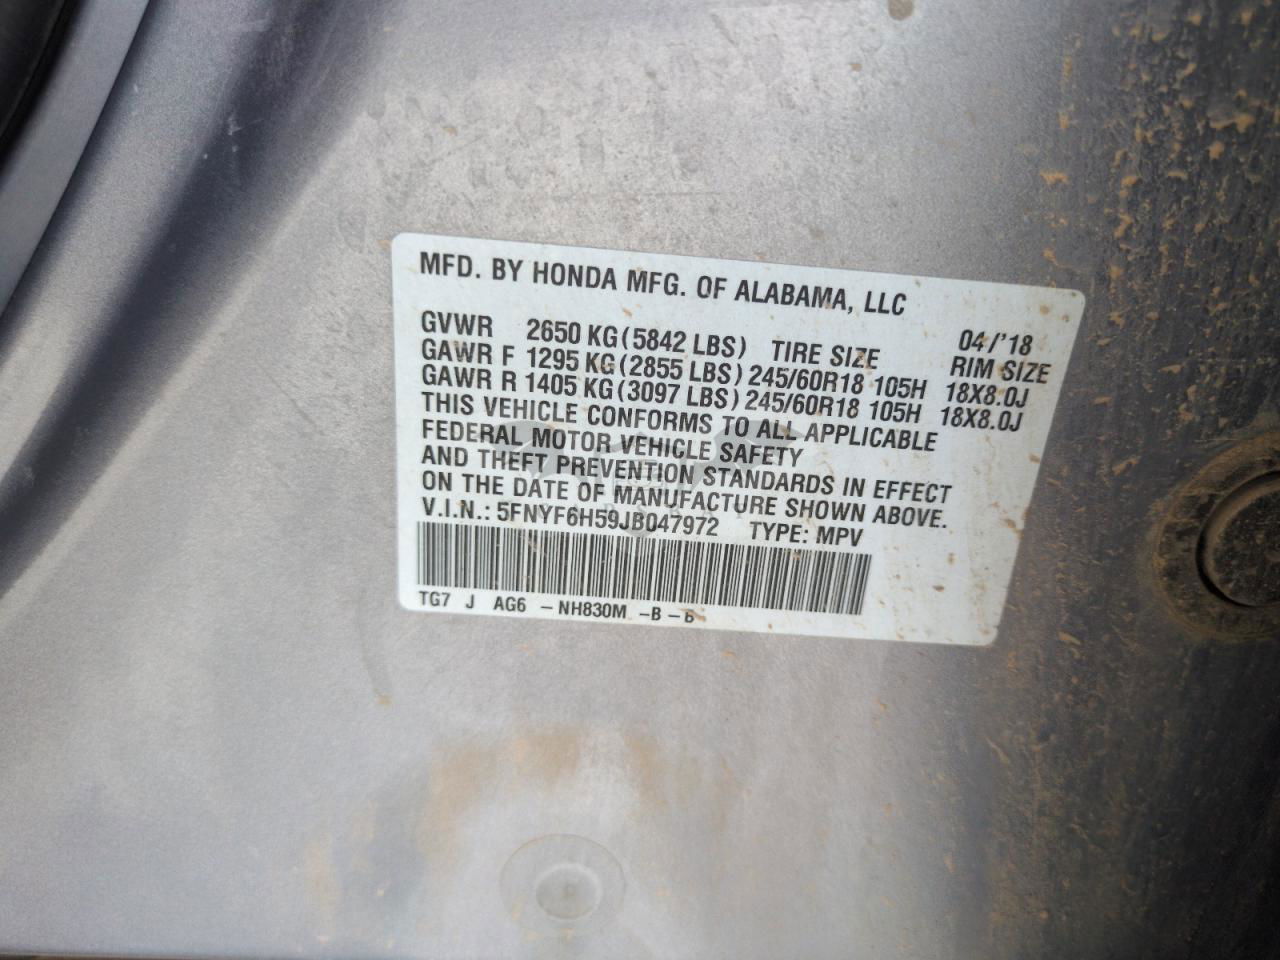 MFD. BY HONDA MFG. OF ALABAMA, LLC
GVWR 2650 KG (5842 LBS) TIRE SIZE 04/'18 RIM SIZE
GAWR F 1295 KG (2855 LBS) 245/60R18 105H 18X8.0J
GAWR R 1405 KG (3097 LBS) 245/60R18 105H 18X8.0J
THIS VEHICLE CONFORMS TO ALL APPLICABLE
FEDERAL MOTOR VEHICLE SAFETY
AND THEFT PREVENTION STANDARDS IN EFFECT
ON THE DATE OF MANUFACTURE SHOWN ABOVE.
V.I.N.: 5FNYF6H59JB047972 TYPE: MPV
TG7 J AG6 -NH830M -B-B